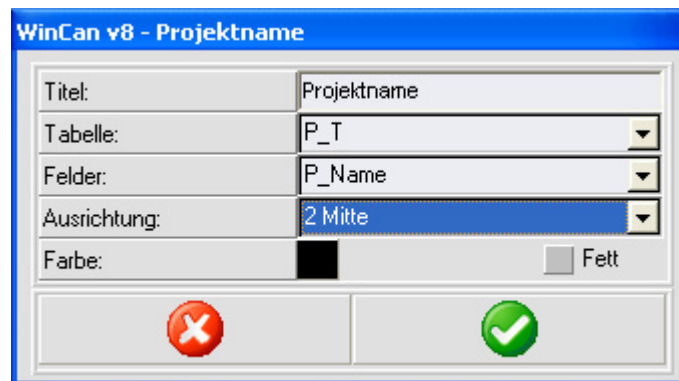 WinCan v8 - Projektname
Titel: Projektname
Tabelle: P_T
Felder: P_Name
Ausrichtung: 2 Mitte
Farbe: Fett